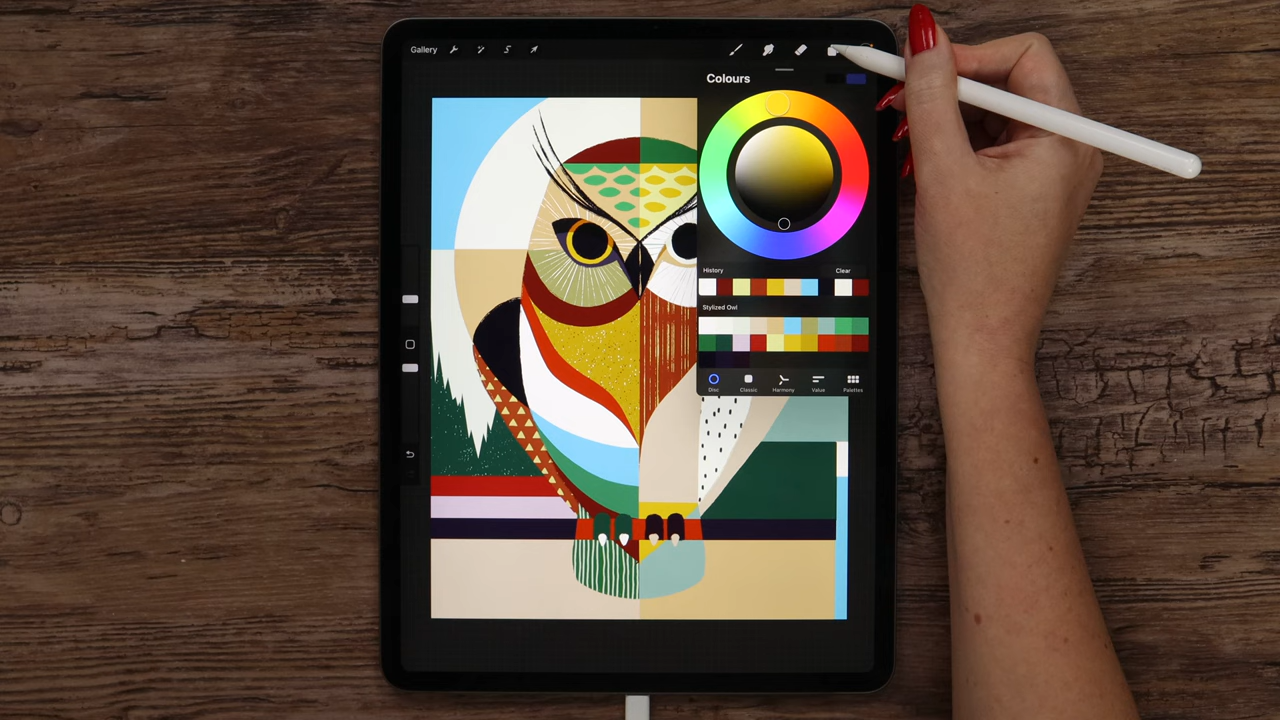 Gallery
Colours
History Clear
Stylized Owl
Disc Classic Harmony Value Palettes